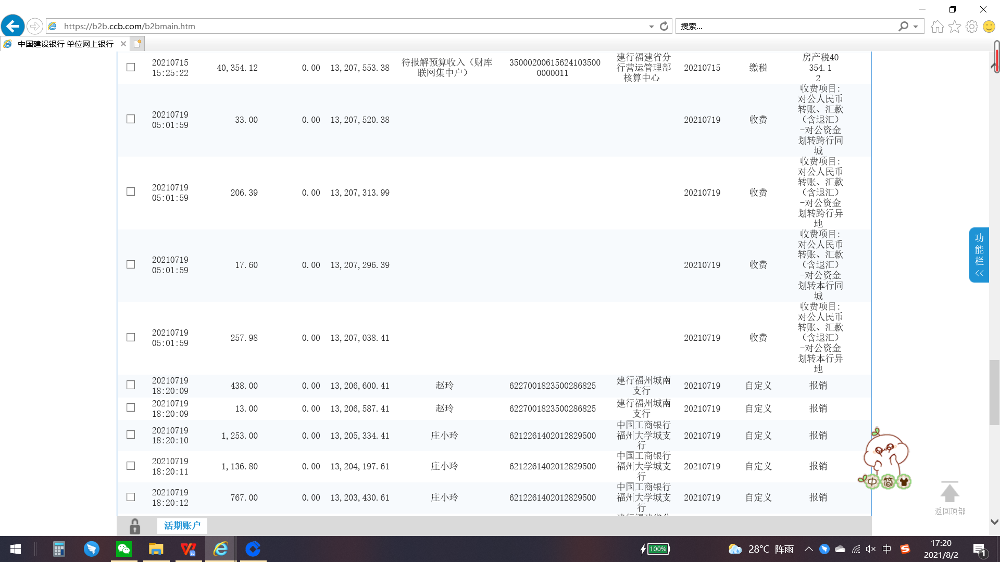 https://b2b.ccb.com/b2bmain.htm
搜索...
中国建设银行 单位网上银行
20210715
15:25:22
40,354.12
0.00
13,207,553.38
待报解预算收入（财库
联网集中户）
35000200615624103500
0000011
建行福建省分
行营运管理部
核算中心
20210715
缴税
房产税40
354.1
2
20210719
05:01:59
33.00
0.00
13,207,520.38
20210719
收费
收费项目:
对公人民币
转账、汇款
（含退汇）
-对公资金
划转跨行同
城
20210719
05:01:59
206.39
0.00
13,207,313.99
20210719
收费
收费项目:
对公人民币
转账、汇款
（含退汇）
-对公资金
划转跨行异
地
20210719
05:01:59
17.60
0.00
13,207,296.39
20210719
收费
收费项目:
对公人民币
转账、汇款
（含退汇）
-对公资金
划转本行同
城
20210719
05:01:59
257.98
0.00
13,207,038.41
20210719
收费
收费项目:
对公人民币
转账、汇款
（含退汇）
-对公资金
划转本行异
地
20210719
18:20:09
438.00
0.00
13,206,600.41
赵玲
6227001823500286825
建行福州城南
支行
20210719
自定义
报销
20210719
18:20:09
13.00
0.00
13,206,587.41
赵玲
6227001823500286825
建行福州城南
支行
20210719
自定义
报销
20210719
18:20:10
1,253.00
0.00
13,205,334.41
庄小玲
6212261402012829500
中国工商银行
福州大学城支
行
20210719
自定义
报销
20210719
18:20:11
1,136.80
0.00
13,204,197.61
庄小玲
6212261402012829500
中国工商银行
福州大学城支
行
20210719
自定义
报销
20210719
18:20:12
767.00
0.00
13,203,430.61
庄小玲
6212261402012829500
中国工商银行
福州大学城支
行
20210719
自定义
报销
功
能
栏
<<
中 简
返回顶部
活期账户
100%
28°C 阵雨
中
17:20
2021/8/2
1